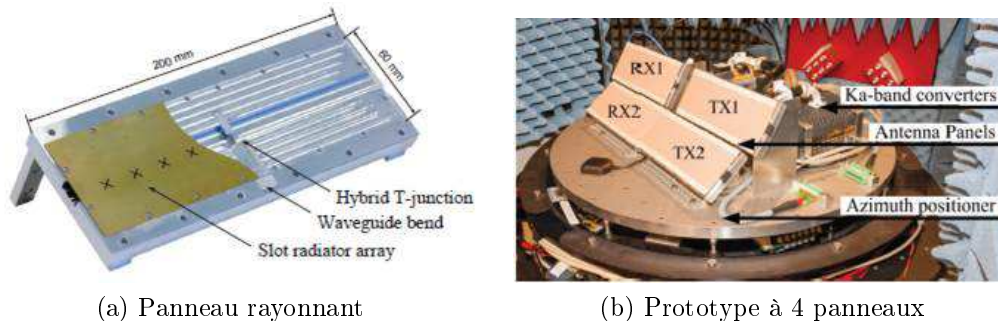 200 mm
60 mm
Hybrid T-junction
Waveguide bend
Slot radiator array
RX1
RX2
TX1
TX2
Ka-band converters
Antenna Panels
Azimuth positioner
(a) Panneau rayonnant
(b) Prototype à 4 panneaux